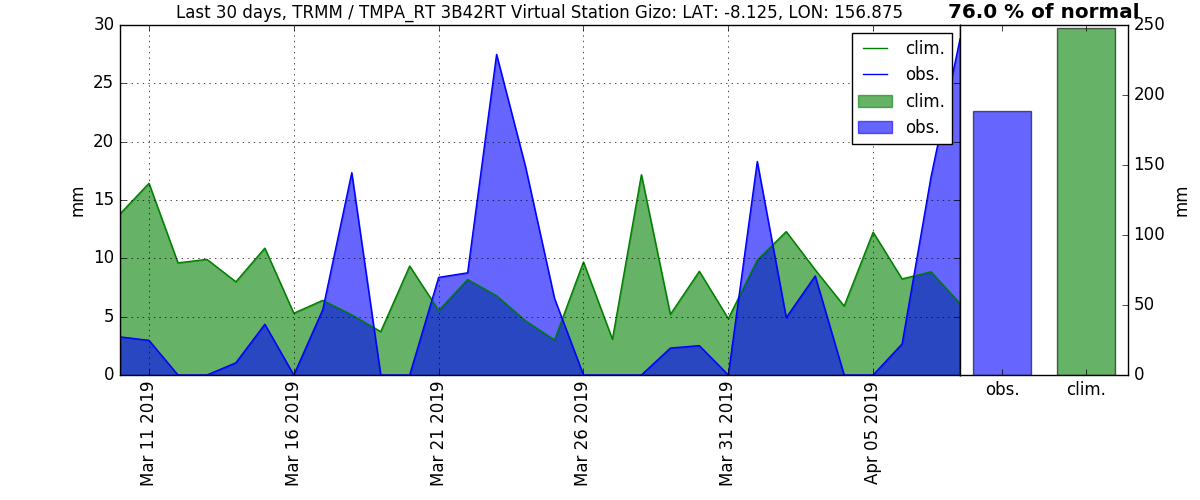 Last 30 days, TRMM / TMPA_RT 3B42RT Virtual Station Gizo: LAT: -8.125, LON: 156.875
76.0 % of normal
30
25
20
15
10
5
0
mm
clim.
obs.
clim.
obs.
250
200
150
100
50
0
mm
obs.
clim.
Mar 11 2019
Mar 16 2019
Mar 21 2019
Mar 26 2019
Mar 31 2019
Apr 05 2019